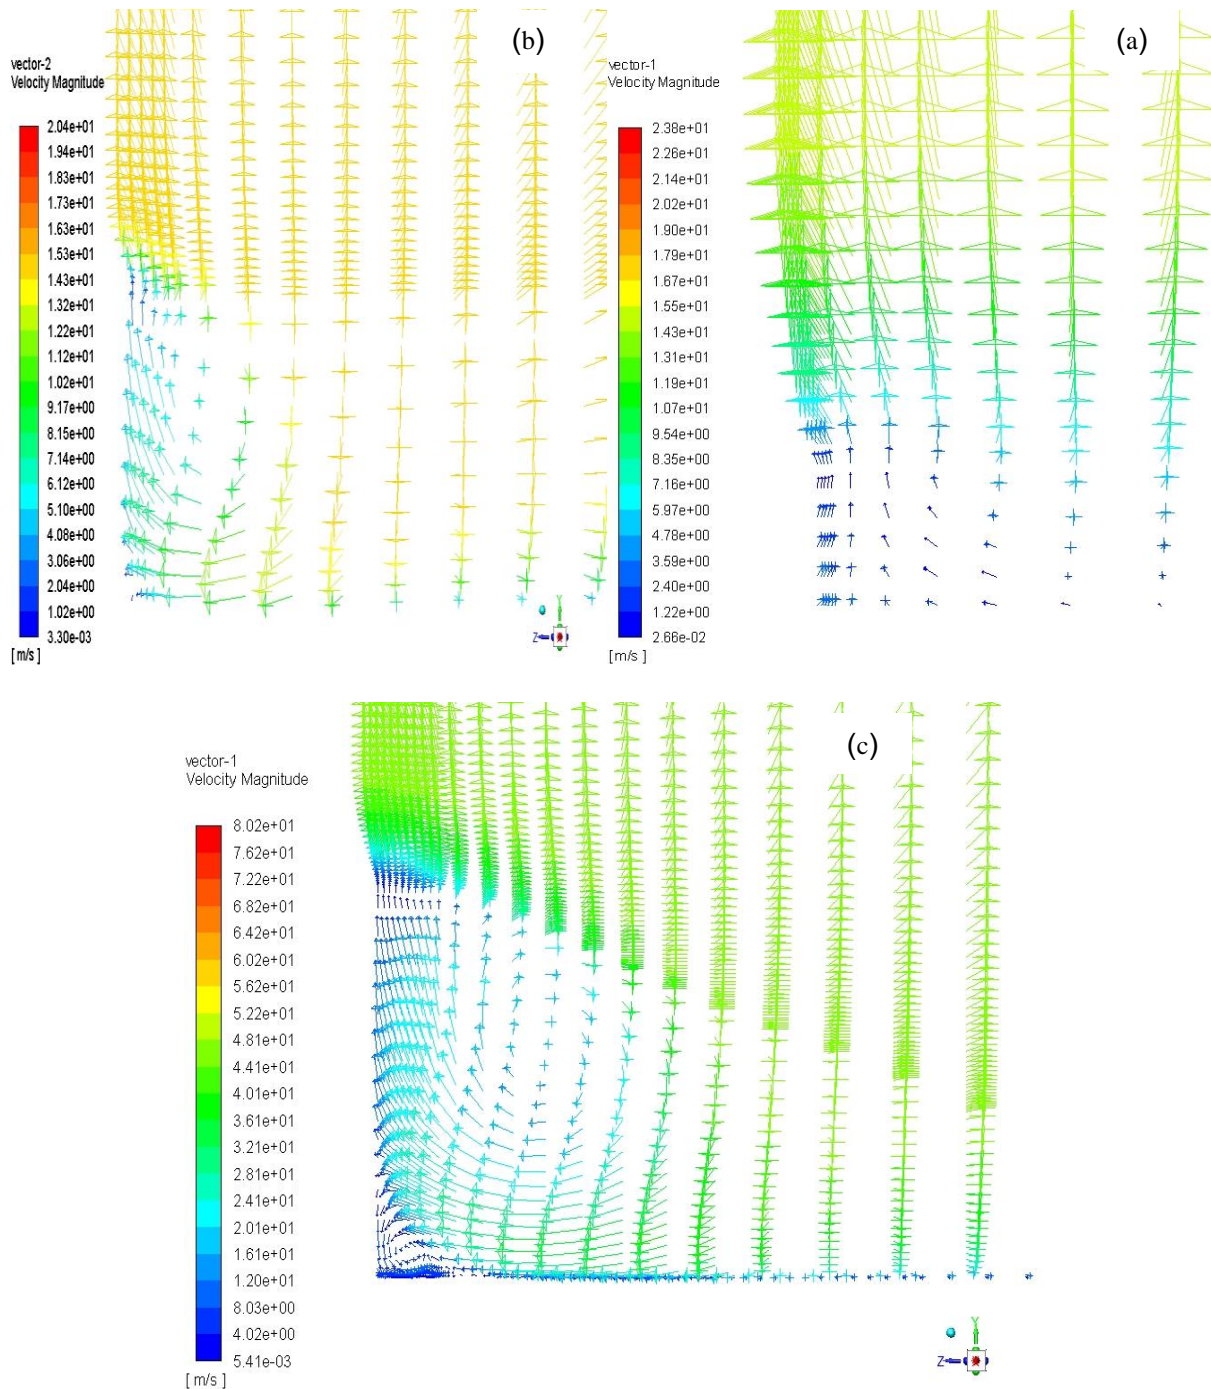 (b)
vector-2
Velocity Magnitude
2.04e+01
1.94e+01
1.83e+01
1.73e+01
1.63e+01
1.53e+01
1.43e+01
1.32e+01
1.22e+01
1.12e+01
1.02e+01
9.17e+00
8.15e+00
7.14e+00
6.12e+00
5.10e+00
4.08e+00
3.06e+00
2.04e+00
1.02e+00
3.30e-03
[m/s]
Y
Z
(a)
vector-1
Velocity Magnitude
2.38e+01
2.26e+01
2.14e+01
2.02e+01
1.90e+01
1.79e+01
1.67e+01
1.55e+01
1.43e+01
1.31e+01
1.19e+01
1.07e+01
9.54e+00
8.35e+00
7.16e+00
5.97e+00
4.78e+00
3.59e+00
2.40e+00
1.22e+00
2.66e-02
[m/s]
(c)
vector-1
Velocity Magnitude
8.02e+01
7.62e+01
7.22e+01
6.82e+01
6.42e+01
6.02e+01
5.62e+01
5.22e+01
4.81e+01
4.41e+01
4.01e+01
3.61e+01
3.21e+01
2.81e+01
2.41e+01
2.01e+01
1.61e+01
1.20e+01
8.03e+00
4.02e+00
5.41e-03
[m/s]
Y
Z